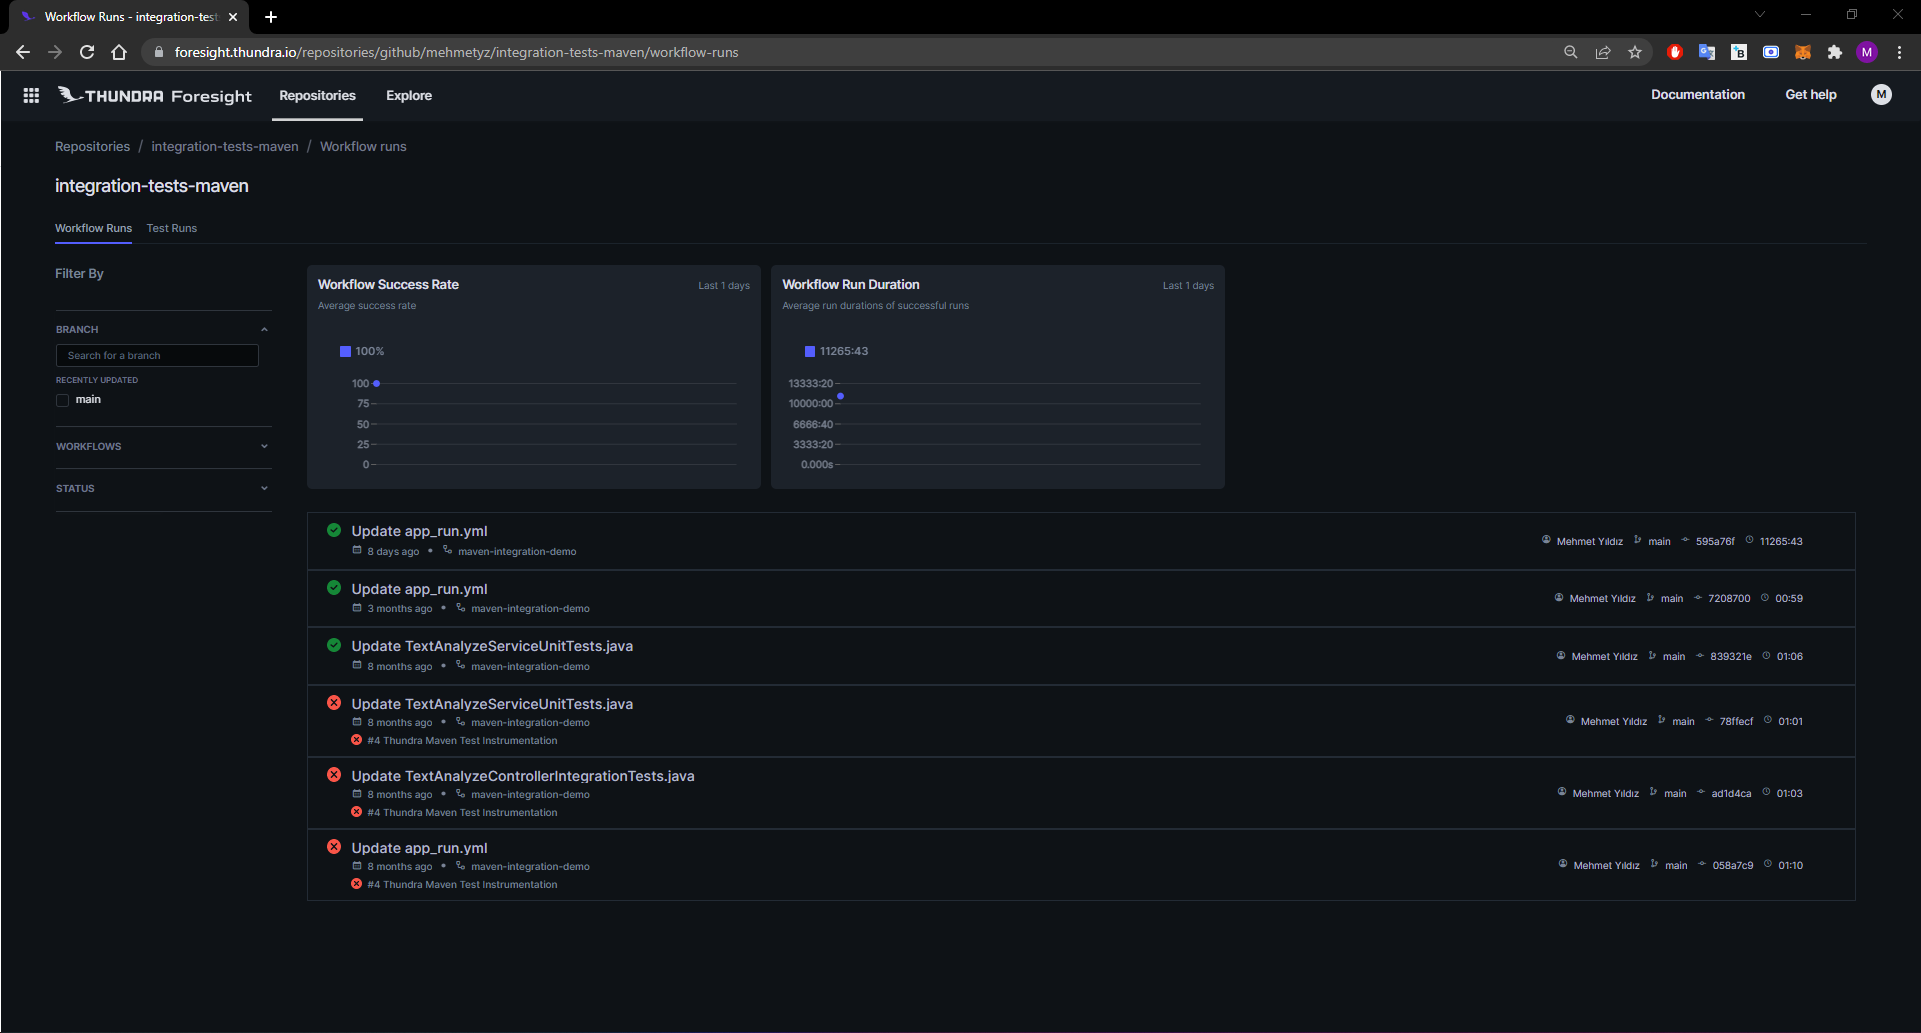 Workflow Runs - integration-test
foresight.thundra.io/repositories/github/mehmetyz/integration-tests-maven/workflow-runs
M
THUNDRA Foresight
Repositories
Explore
Documentation
Get help
M
Repositories / integration-tests-maven / Workflow runs
integration-tests-maven
Workflow Runs
Test Runs
Filter By
BRANCH
Search for a branch
RECENTLY UPDATED
main
WORKFLOWS
STATUS
Workflow Success Rate
Last 1 days
Average success rate
100%
100
75
50
25
0
Workflow Run Duration
Last 1 days
Average run durations of successful runs
11265:43
13333:20
10000:00
6666:40
3333:20
0.000s
Update app_run.yml
8 days ago • maven-integration-demo
Mehmet Yıldız main 595a76f 11265:43
Update app_run.yml
3 months ago • maven-integration-demo
Mehmet Yıldız main 7208700 00:59
Update TextAnalyzeServiceUnitTests.java
8 months ago • maven-integration-demo
Mehmet Yıldız main 839321e 01:06
Update TextAnalyzeServiceUnitTests.java
8 months ago • maven-integration-demo
#4 Thundra Maven Test Instrumentation
Mehmet Yıldız main 78ffecf 01:01
Update TextAnalyzeControllerIntegrationTests.java
8 months ago • maven-integration-demo
#4 Thundra Maven Test Instrumentation
Mehmet Yıldız main ad1d4ca 01:03
Update app_run.yml
8 months ago • maven-integration-demo
#4 Thundra Maven Test Instrumentation
Mehmet Yıldız main 058a7c9 01:10